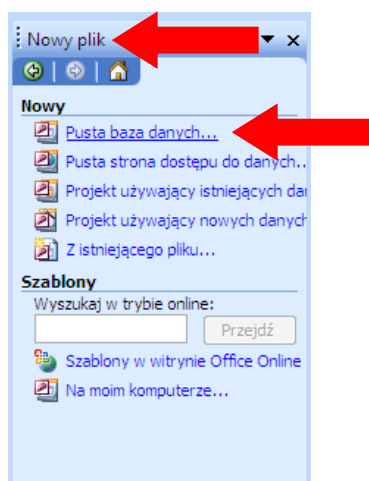 Nowy plik
Nowy
Pusta baza danych...
Pusta strona dostępu do danych..
Projekt używający istniejących dan
Projekt używający nowych danych
Z istniejącego pliku...
Szablony
Wyszukaj w trybie online:
Przejdź
Szablony w witrynie Office Online
Na moim komputerze...